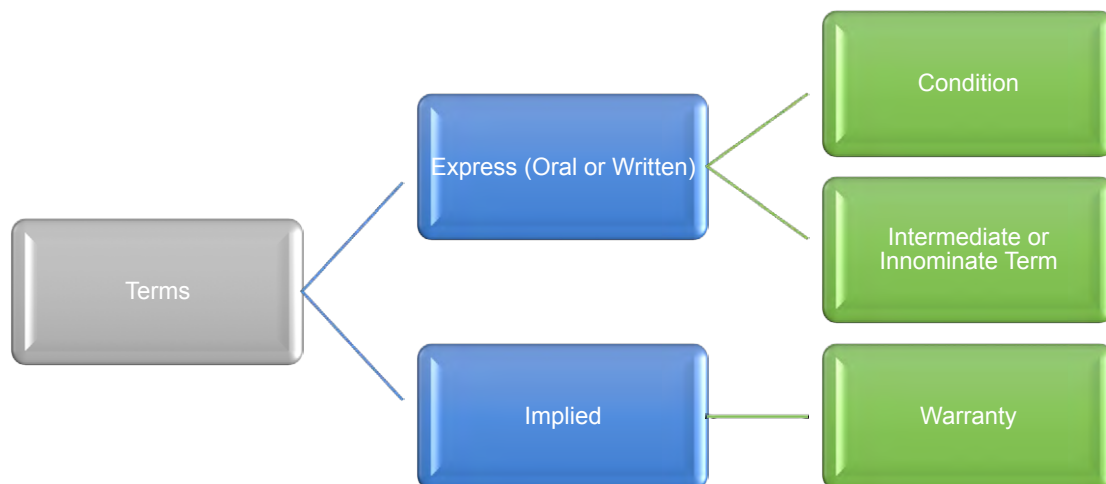 Terms
Express (Oral or Written)
Implied
Condition
Intermediate or
Innominate Term
Warranty